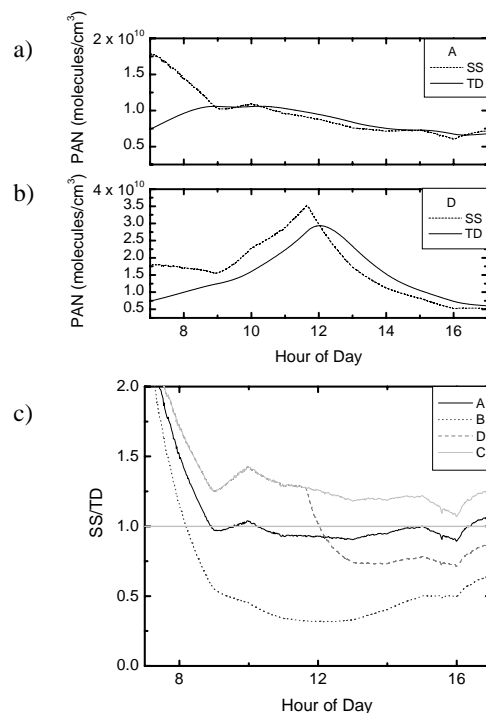 a)
2 x 10^10
1.5
1.0
0.5
PAN (molecules/cm^3)
A
SS
TD
b)
4 x 10^10
3.5
3.0
2.5
2.0
1.5
1.0
0.5
PAN (molecules/cm^3)
D
SS
TD
8 10 12 14 16
Hour of Day
c)
2.0
1.5
1.0
0.5
0.0
SS/TD
A
B
D
C
8 10 12 14 16
Hour of Day